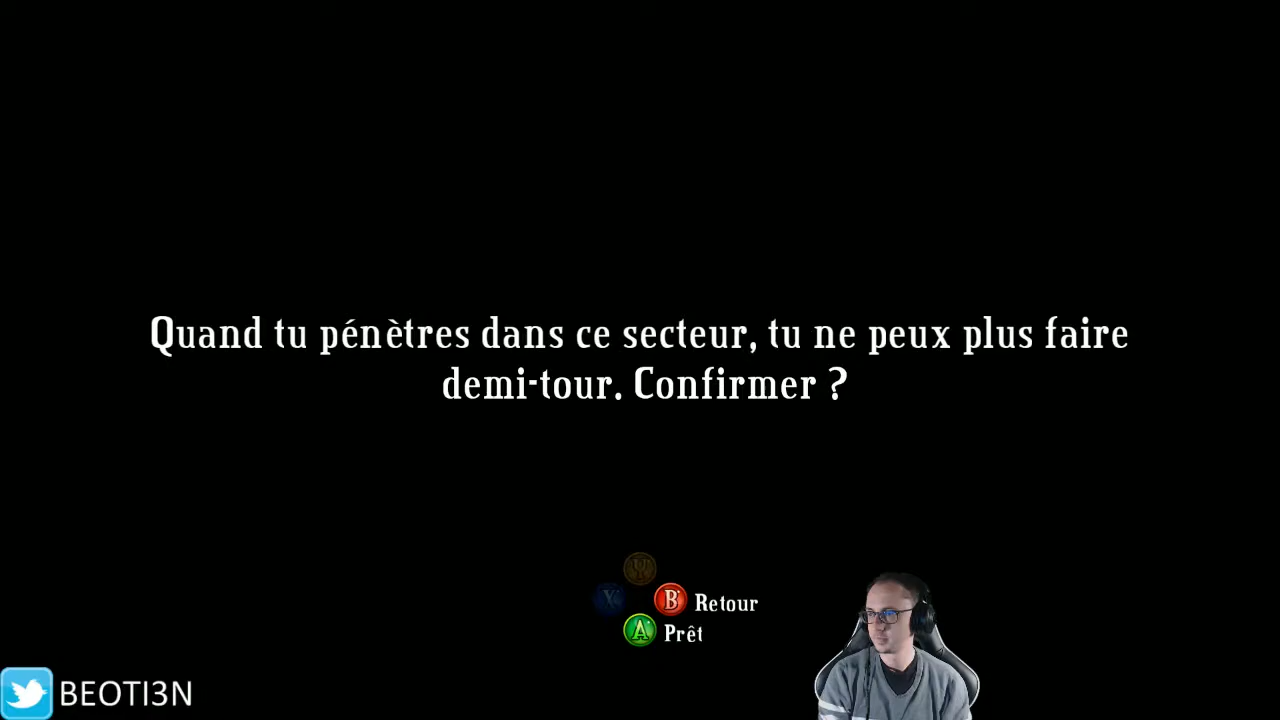 Quand tu pénètres dans ce secteur, tu ne peux plus faire
demi-tour. Confirmer ?
Y
X
B Retour
A Prêt
BEOTI3N